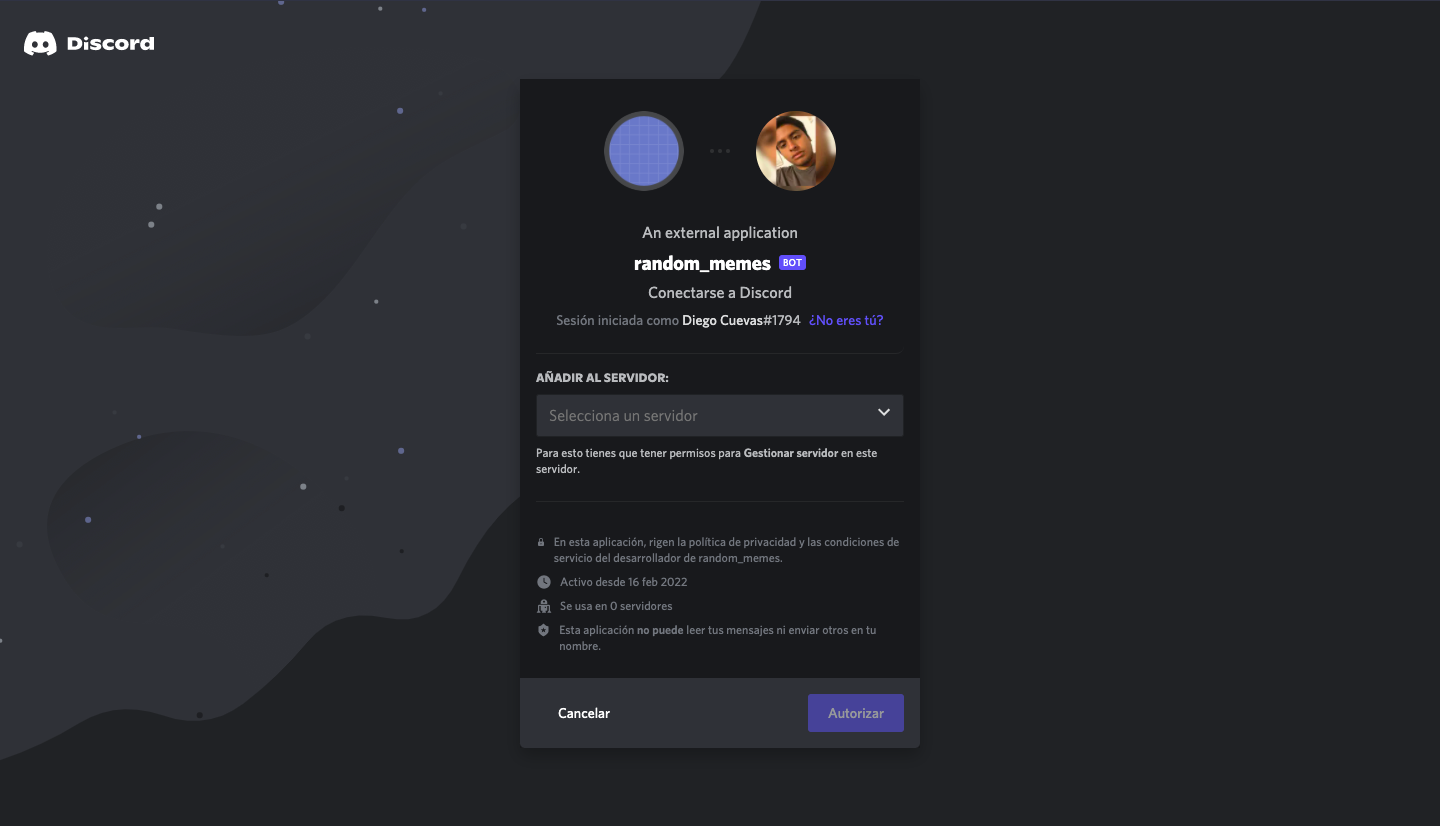 Discord
An external application
random_memes BOT
Conectarse a Discord
Sesión iniciada como Diego Cuevas#1794 ¿No eres tú?
AÑADIR AL SERVIDOR:
Selecciona un servidor
Para esto tienes que tener permisos para Gestionar servidor en este
servidor.
En esta aplicación, rigen la política de privacidad y las condiciones de
servicio del desarrollador de random_memes.
Activo desde 16 feb 2022
Se usa en 0 servidores
Esta aplicación no puede leer tus mensajes ni enviar otros en tu
nombre.
Cancelar
Autorizar